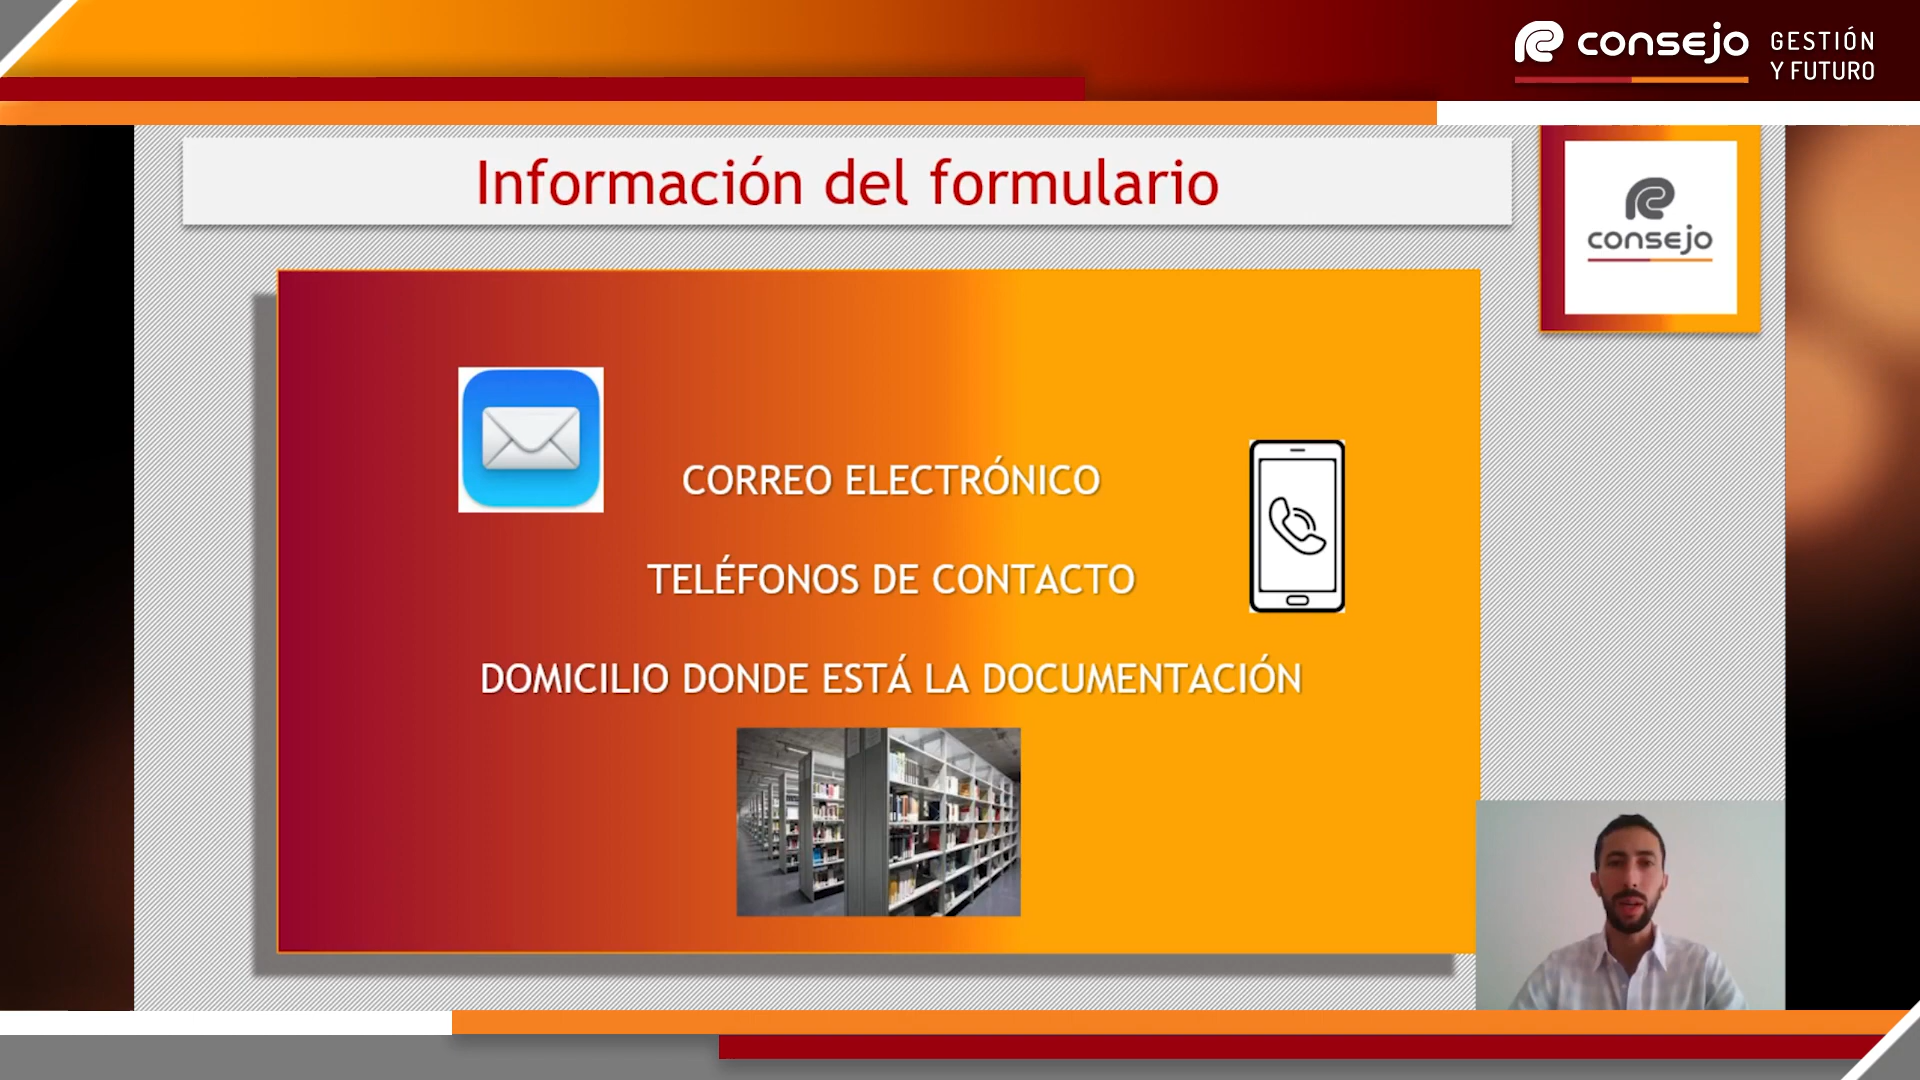 consejo
GESTIÓN
Y FUTURO
Información del formulario
consejo
CORREO ELECTRÓNICO
TELÉFONOS DE CONTACTO
DOMICILIO DONDE ESTÁ LA DOCUMENTACIÓN